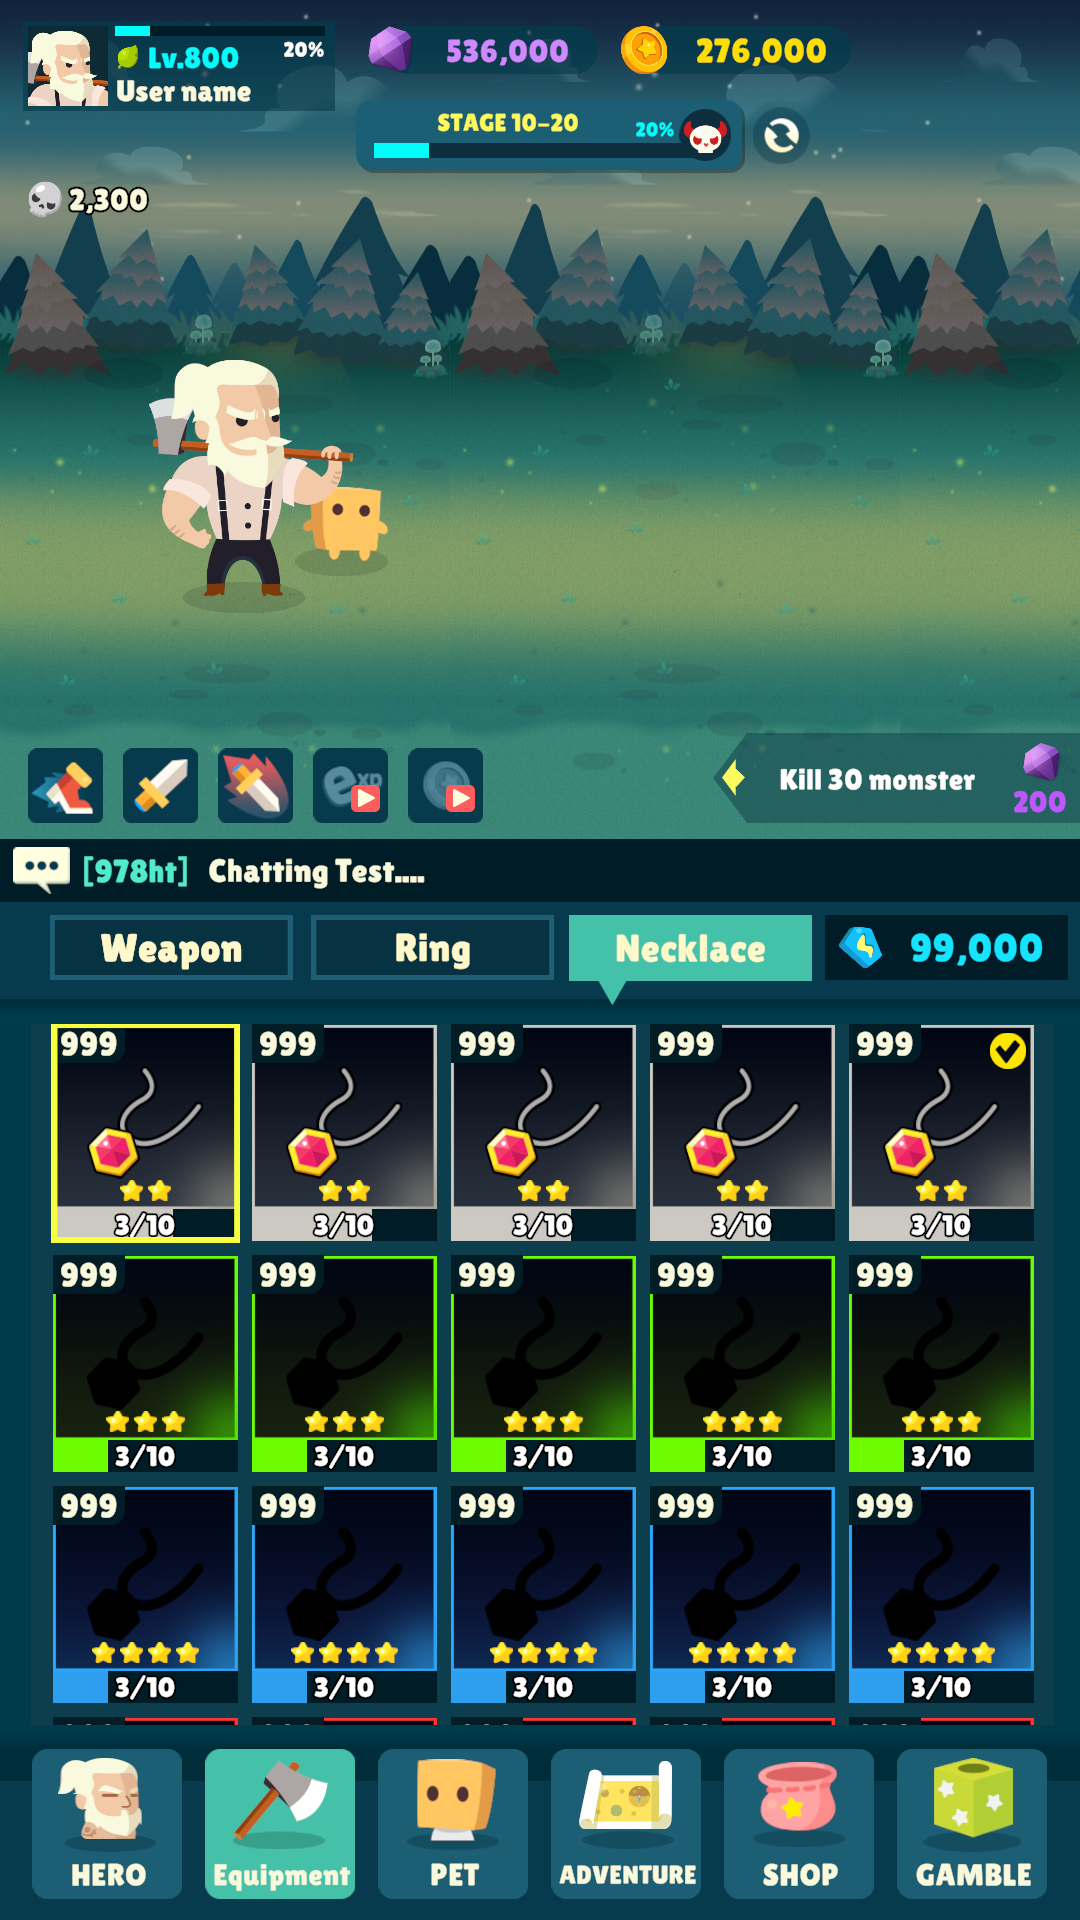 Lv.800
20%
User name
536,000
276,000
STAGE 10-20
20%
2,300
exp
Kill 30 monster
200
[978ht] Chatting Test....
Weapon
Ring
Necklace
99,000
999 999 999 999 999
3/10 3/10 3/10 3/10 3/10
999 999 999 999 999
3/10 3/10 3/10 3/10 3/10
999 999 999 999 999
3/10 3/10 3/10 3/10 3/10
HERO
Equipment
PET
ADVENTURE
SHOP
GAMBLE